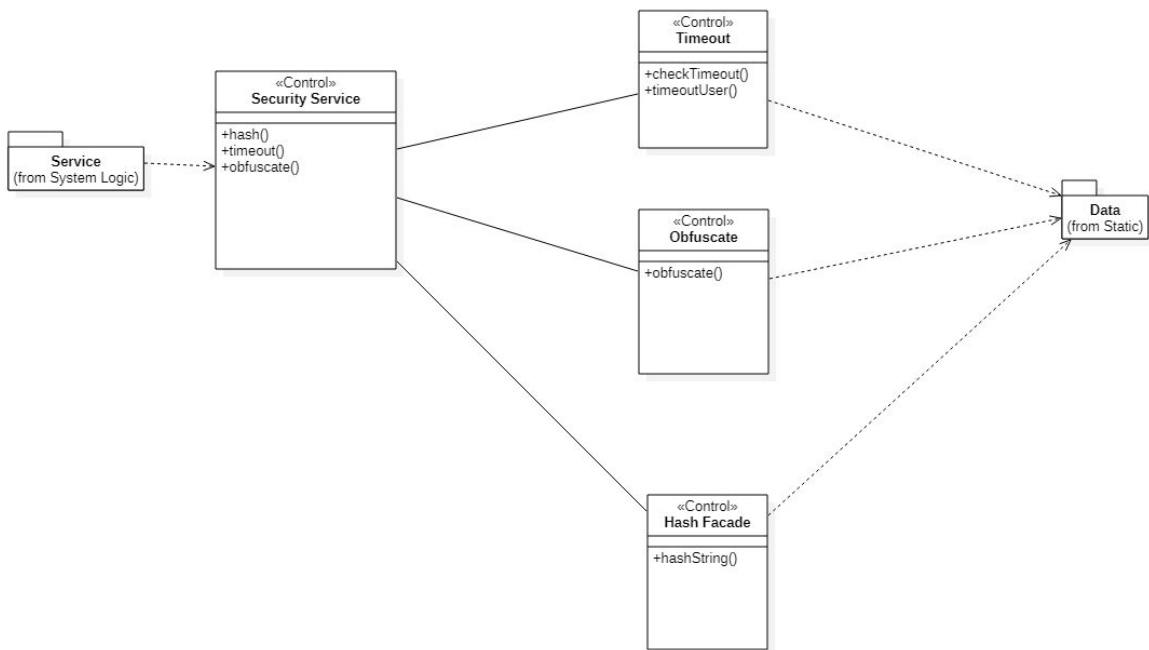 Service
(from System Logic)
«Control»
Security Service
+hash()
+timeout()
+obfuscate()
«Control»
Timeout
+checkTimeout()
+timeoutUser()
«Control»
Obfuscate
+obfuscate()
«Control»
Hash Facade
+hashString()
Data
(from Static)